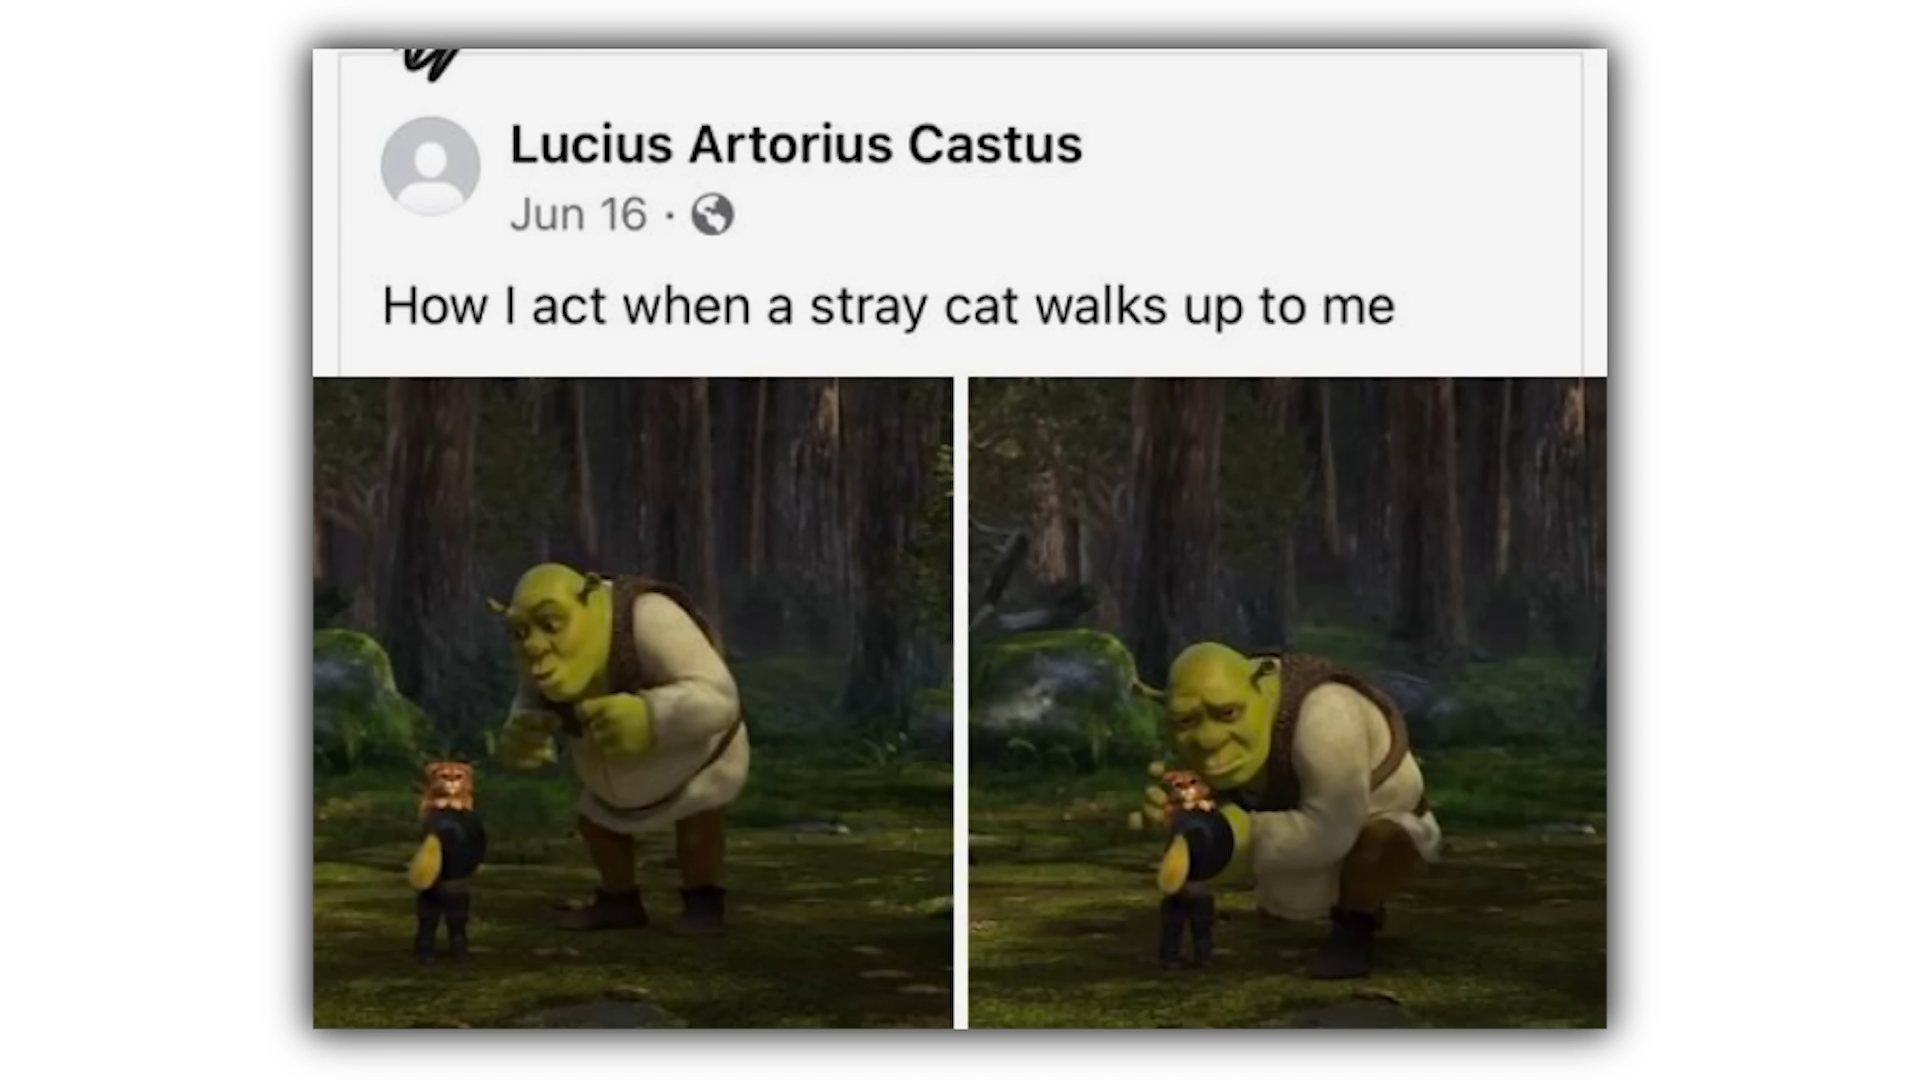 Lucius Artorius Castus
Jun 16 ·
How I act when a stray cat walks up to me